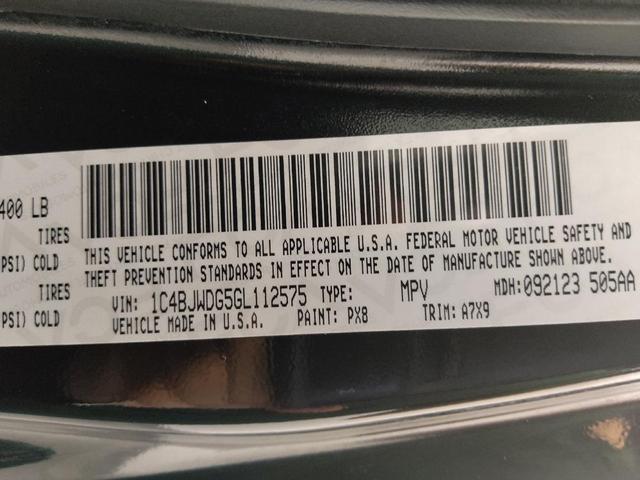 400 LB
TIRES
PSI) COLD
TIRES
PSI) COLD
THIS VEHICLE CONFORMS TO ALL APPLICABLE U.S.A. FEDERAL MOTOR VEHICLE SAFETY AND
THEFT PREVENTION STANDARDS IN EFFECT ON THE DATE OF MANUFACTURE SHOWN ABOVE.
VIN: 1C4BJWDG5GL112575 TYPE: MPV MDH: 092123 505AA
VEHICLE MADE IN U.S.A. PAINT: PX8 TRIM: A7X9